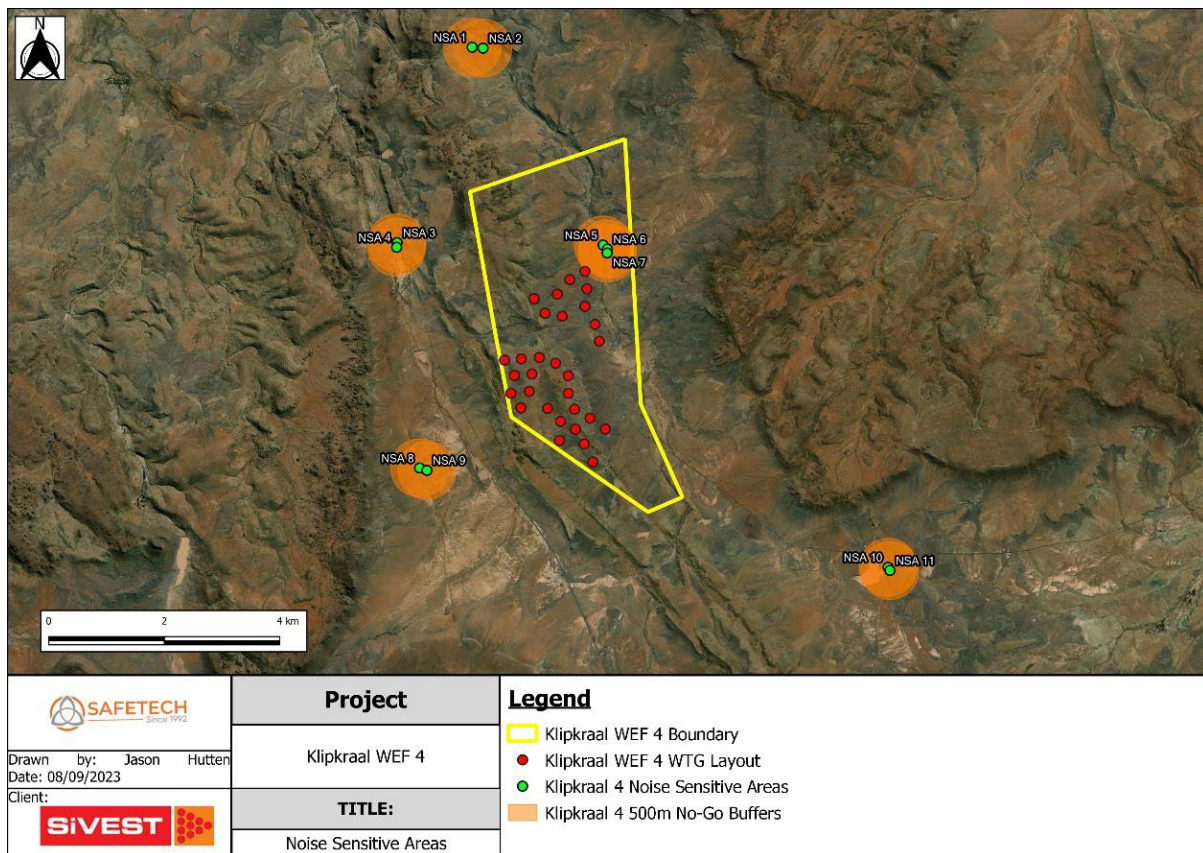 N
NSA 1 NSA 2
NSA 4 NSA 3
NSA 5 NSA 6
NSA 7
NSA 8 NSA 9
NSA 10 NSA 11
0 2 4 km
SAFETECH
Since 1992
Drawn by: Jason Hutten
Date: 08/09/2023
Client:
SiVEST
Project
Klipkraal WEF 4
TITLE:
Noise Sensitive Areas
Legend
Klipkraal WEF 4 Boundary
Klipkraal WEF 4 WTG Layout
Klipkraal 4 Noise Sensitive Areas
Klipkraal 4 500m No-Go Buffers